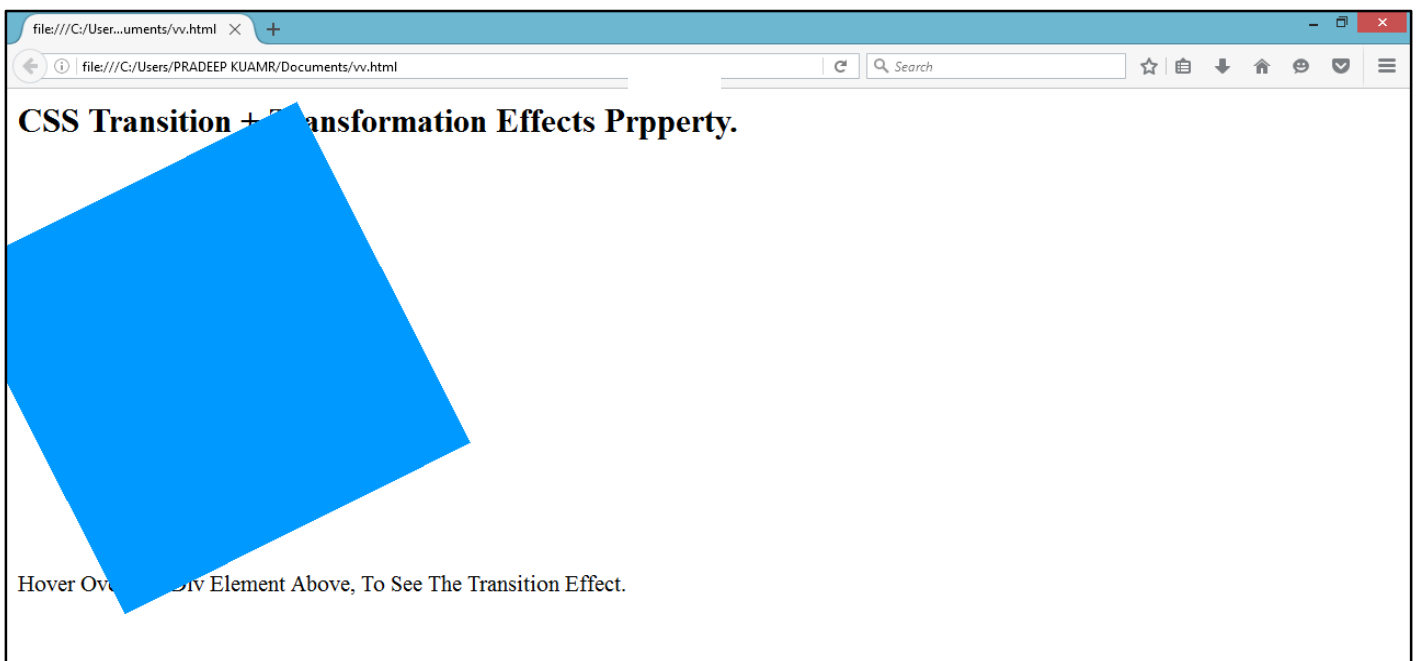 file:///C:/User...uments/vv.html
file:///C:/Users/PRADEEP KUAMR/Documents/vv.html
Search
CSS Transition + ansformation Effects Prpperty.
Hover Ov Div Element Above, To See The Transition Effect.